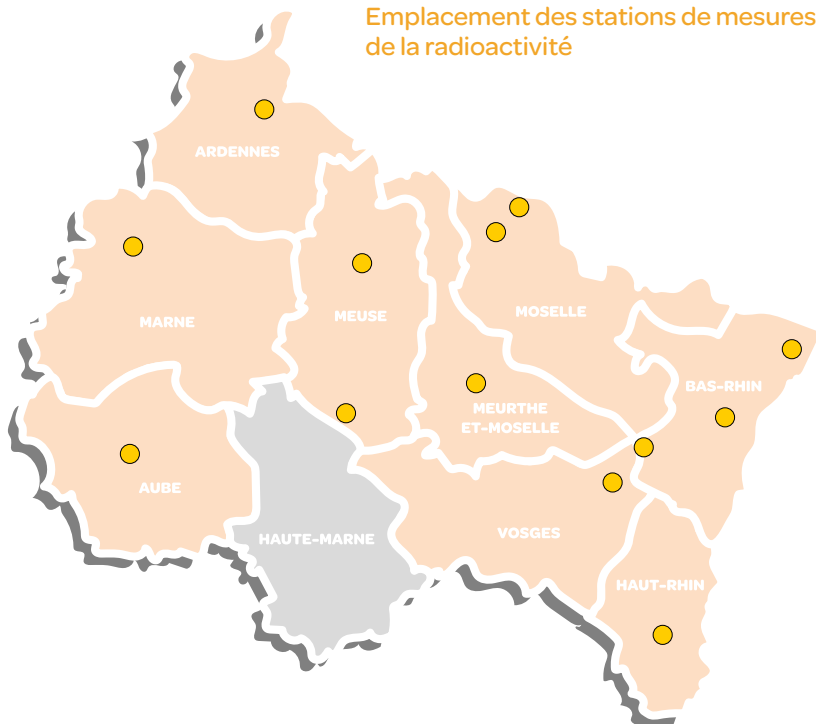 Emplacement des stations de mesures
de la radioactivité
ARDENNES
MARNE
MEUSE
MOSELLE
BAS-RHIN
MEURTHE
ET-MOSELLE
AUBE
HAUTE-MARNE
VOSGES
HAUT-RHIN